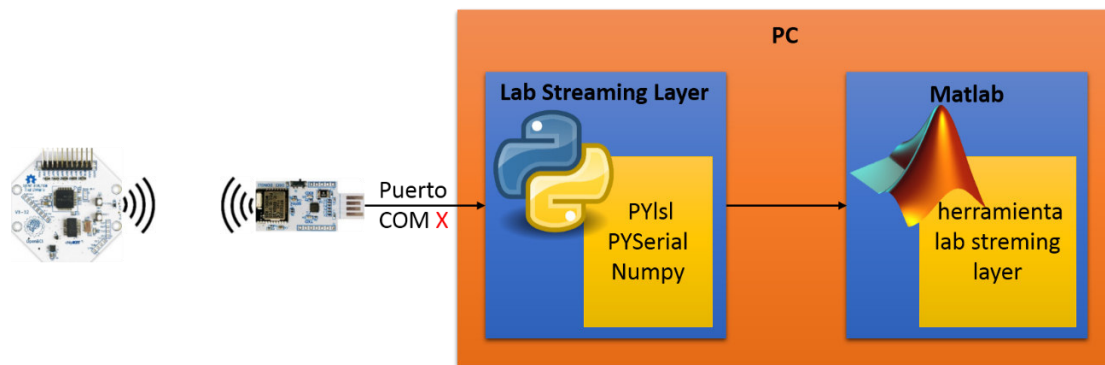 PC
Lab Streaming Layer
Matlab
Puerto
COM X
PYlsl
PYSerial
Numpy
herramienta
lab streming
layer